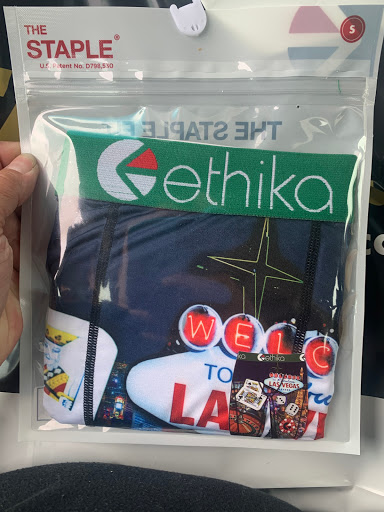 THE
STAPLE®
U.S. Patent No. D798,530
S
THE STAPLE
ethika
WELC
TO
LA
ethika
LAS VEGAS